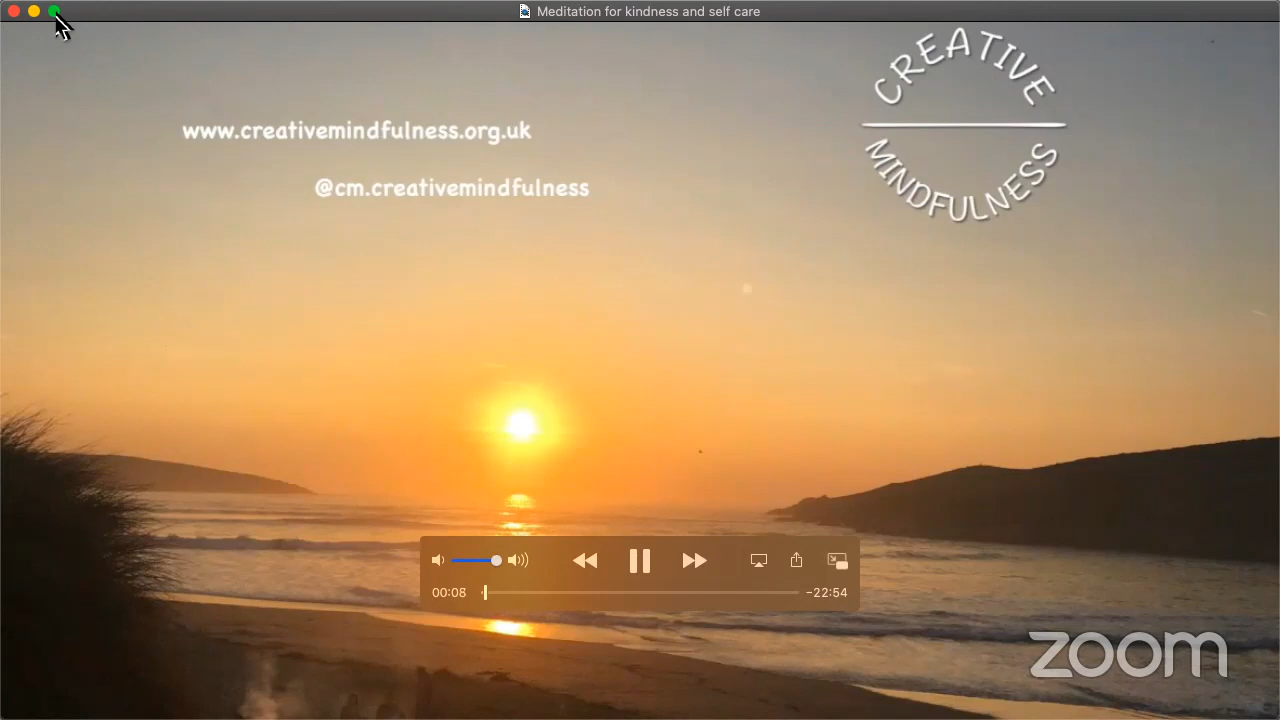 Meditation for kindness and self care
CREATIVE
MINDFULNESS
www.creativemindfulness.org.uk
@cm.creativemindfulness
00:08
-22:54
zoom